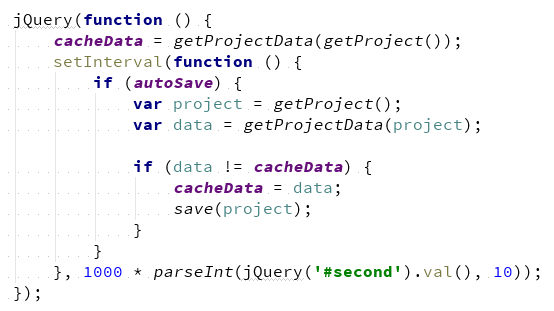 jQuery(function () {
    cacheData = getProjectData(getProject());
    setInterval(function () {
        if (autoSave) {
            var project = getProject();
            var data = getProjectData(project);

            if (data != cacheData) {
                cacheData = data;
                save(project);
            }
        }
    }, 1000 * parseInt(jQuery('#second').val(), 10));
});